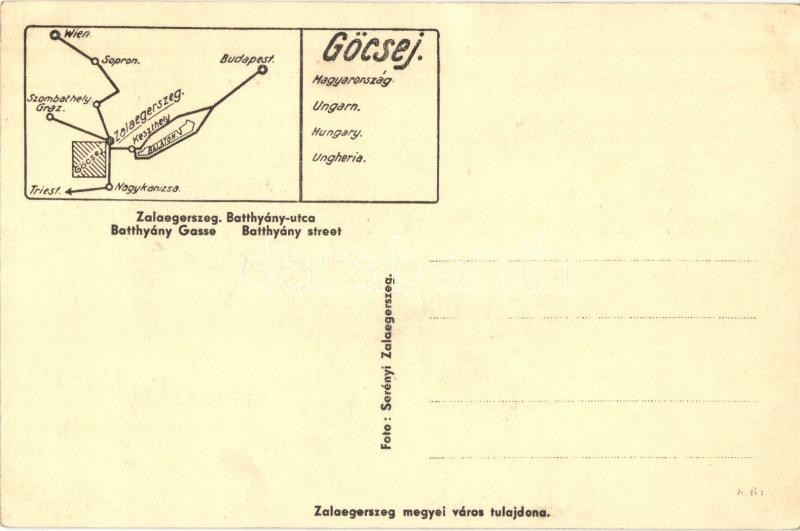 Wien.
Sopron.
Budapest.
Szombathely
Graz.
Zalaegerszeg.
Keszthely
BALATON
Göcsej
Triest.
Nagykanizsa.
Göcsej.
Magyarország.
Ungarn.
Hungary.
Ungheria.
Zalaegerszeg. Batthyány-utca
Batthyány Gasse Batthyány street
darabanth
Foto: Serényi Zalaegerszeg.
Zalaegerszeg megyei város tulajdona.